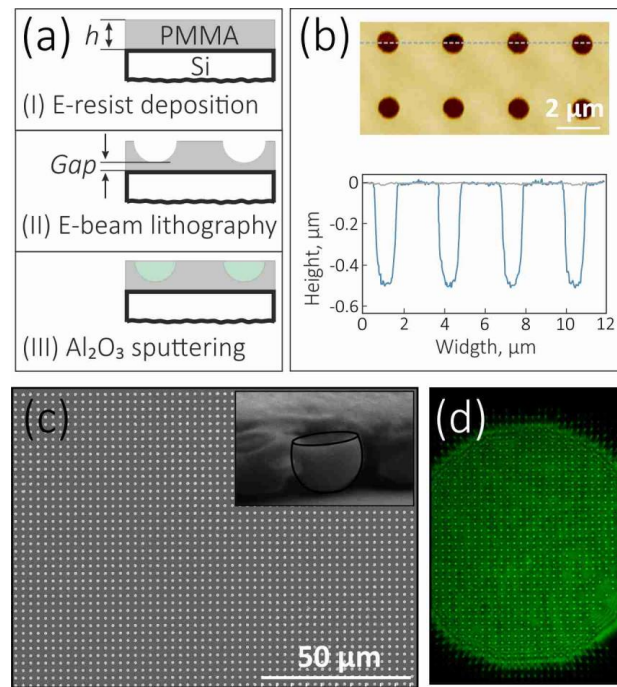 (a)
h
PMMA
Si
(I) E-resist deposition
Gap
(II) E-beam lithography
(III) Al₂O₃ sputtering
(b)
2 µm
0
-0.2
-0.4
-0.6
Height, µm
0 2 4 6 8 10 12
Widgth, µm
(c)
50 µm
(d)